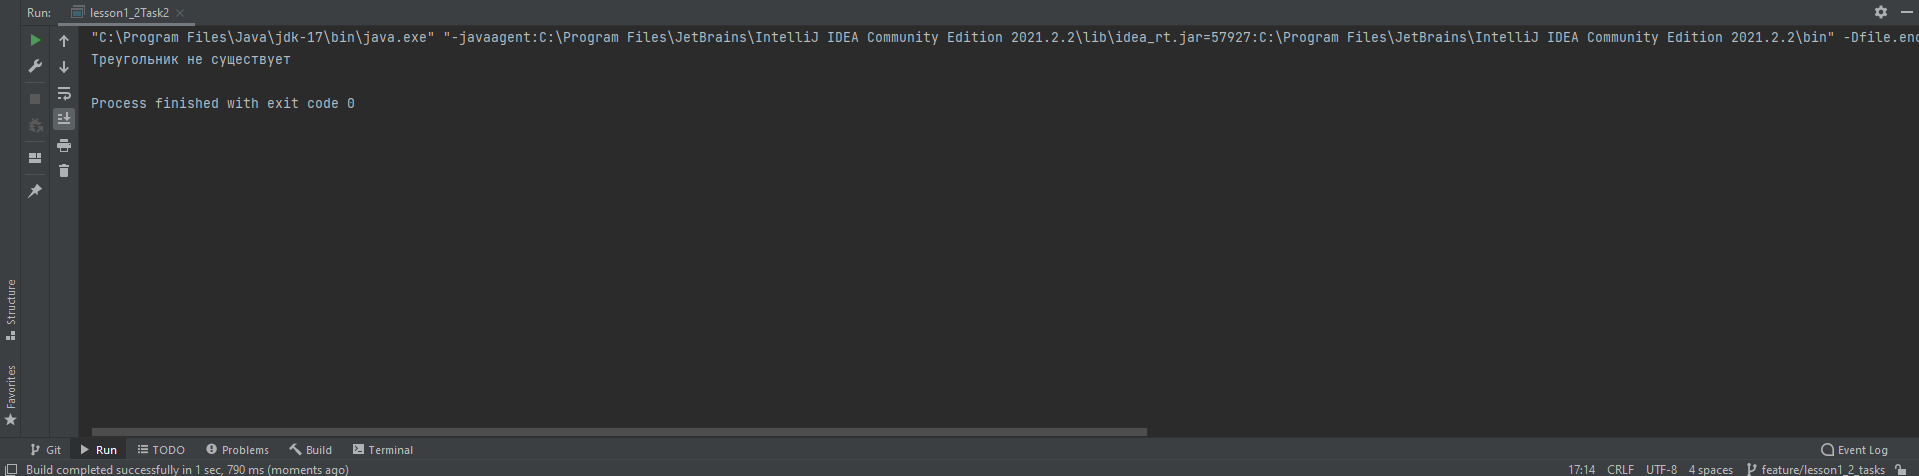 Run: lesson1_2Task2
"C:\Program Files\Java\jdk-17\bin\java.exe" "-javaagent:C:\Program Files\JetBrains\IntelliJ IDEA Community Edition 2021.2.2\lib\idea_rt.jar=57927:C:\Program Files\JetBrains\IntelliJ IDEA Community Edition 2021.2.2\bin" -Dfile.enc
Треугольник не существует
Process finished with exit code 0
Structure
Favorites
Git Run TODO Problems Build Terminal Event Log
Build completed successfully in 1 sec, 790 ms (moments ago) 17:14 CRLF UTF-8 4 spaces feature/lesson1_2_tasks